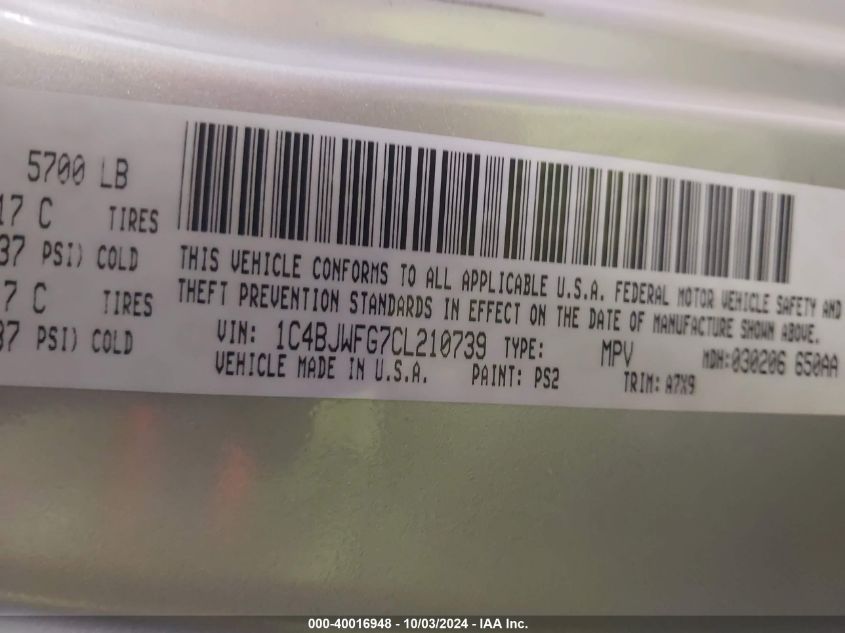 5700 LB
17 C TIRES
37 PSI) COLD
7 C TIRES
37 PSI) COLD
THIS VEHICLE CONFORMS TO ALL APPLICABLE U.S.A. FEDERAL MOTOR VEHICLE SAFETY AND
THEFT PREVENTION STANDARDS IN EFFECT ON THE DATE OF MANUFACTURE SHOWN ABOVE.
VIN: 1C4BJWFG7CL210739 TYPE: MPV MDH:030206 650AA
VEHICLE MADE IN U.S.A. PAINT: PS2 TRIM: A7X9
000-40016948 - 10/03/2024 - IAA Inc.